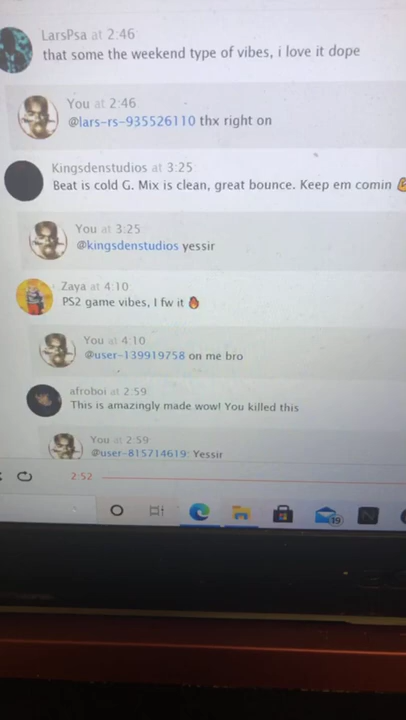 LarsPsa at 2:46
that some the weekend type of vibes, i love it dope
You at 2:46
@lars-rs-935526110 thx right on
Kingsdenstudios at 3:25
Beat is cold G. Mix is clean, great bounce. Keep em comin
You at 3:25
@kingsdenstudios yessir
Zaya at 4:10
PS2 game vibes, I fw it 🔥
You at 4:10
@user-139919758 on me bro
afroboi at 2:59
This is amazingly made wow! You killed this
You at 2:59
@user-815714619: Yessir
2:52
19